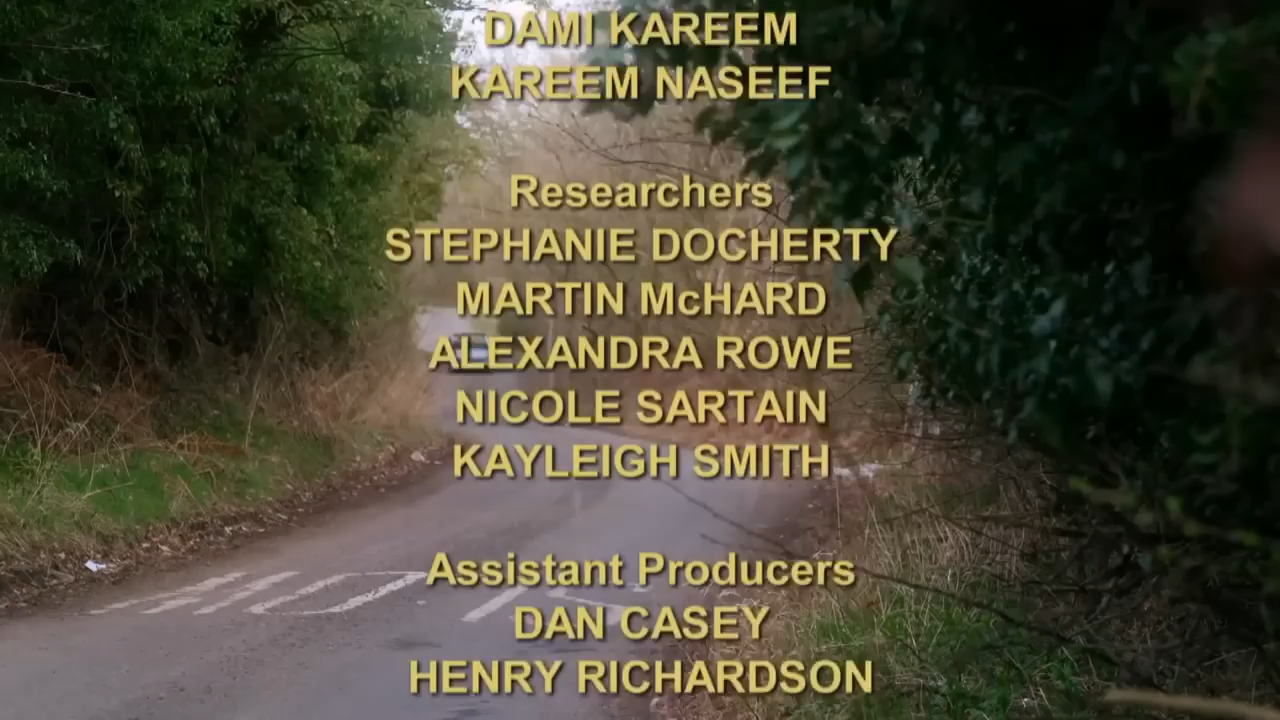 DAMI KAREEM
KAREEM NASEEF
Researchers
STEPHANIE DOCHERTY
MARTIN McHARD
ALEXANDRA ROWE
NICOLE SARTAIN
KAYLEIGH SMITH
Assistant Producers
DAN CASEY
HENRY RICHARDSON